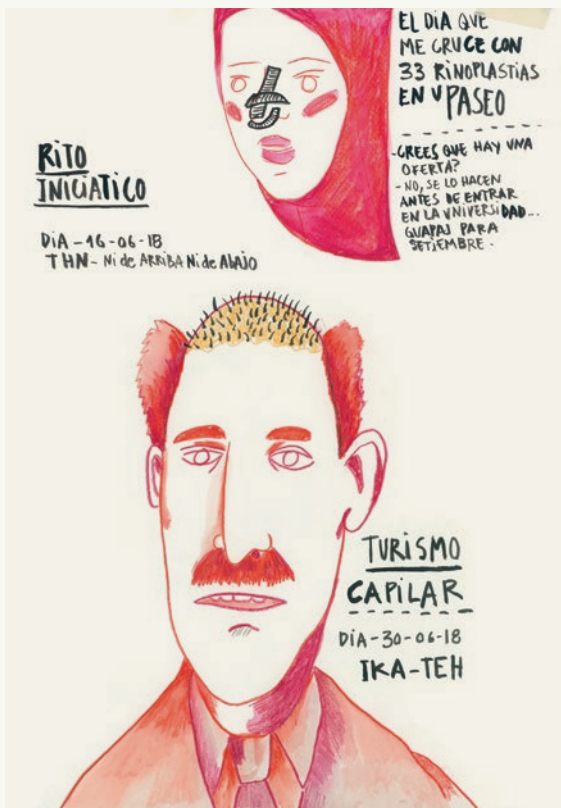 EL DIA QUE
ME CRUCE CON
33 RINOPLASTIAS
EN U PASEO
-CREES QUE HAY UNA
OFERTA?
- NO, SE LO HACEN
ANTES DE ENTRAR
EN LA UNIVERSIDAD...
GUAPAS PARA
SETIEMBRE.
RITO
INICIATICO
DIA-16-06-18
THN-Ni de ARRIBA Ni de ABAJO
TURISMO
CAPILAR
DIA-30-06-18
IKA-TEH